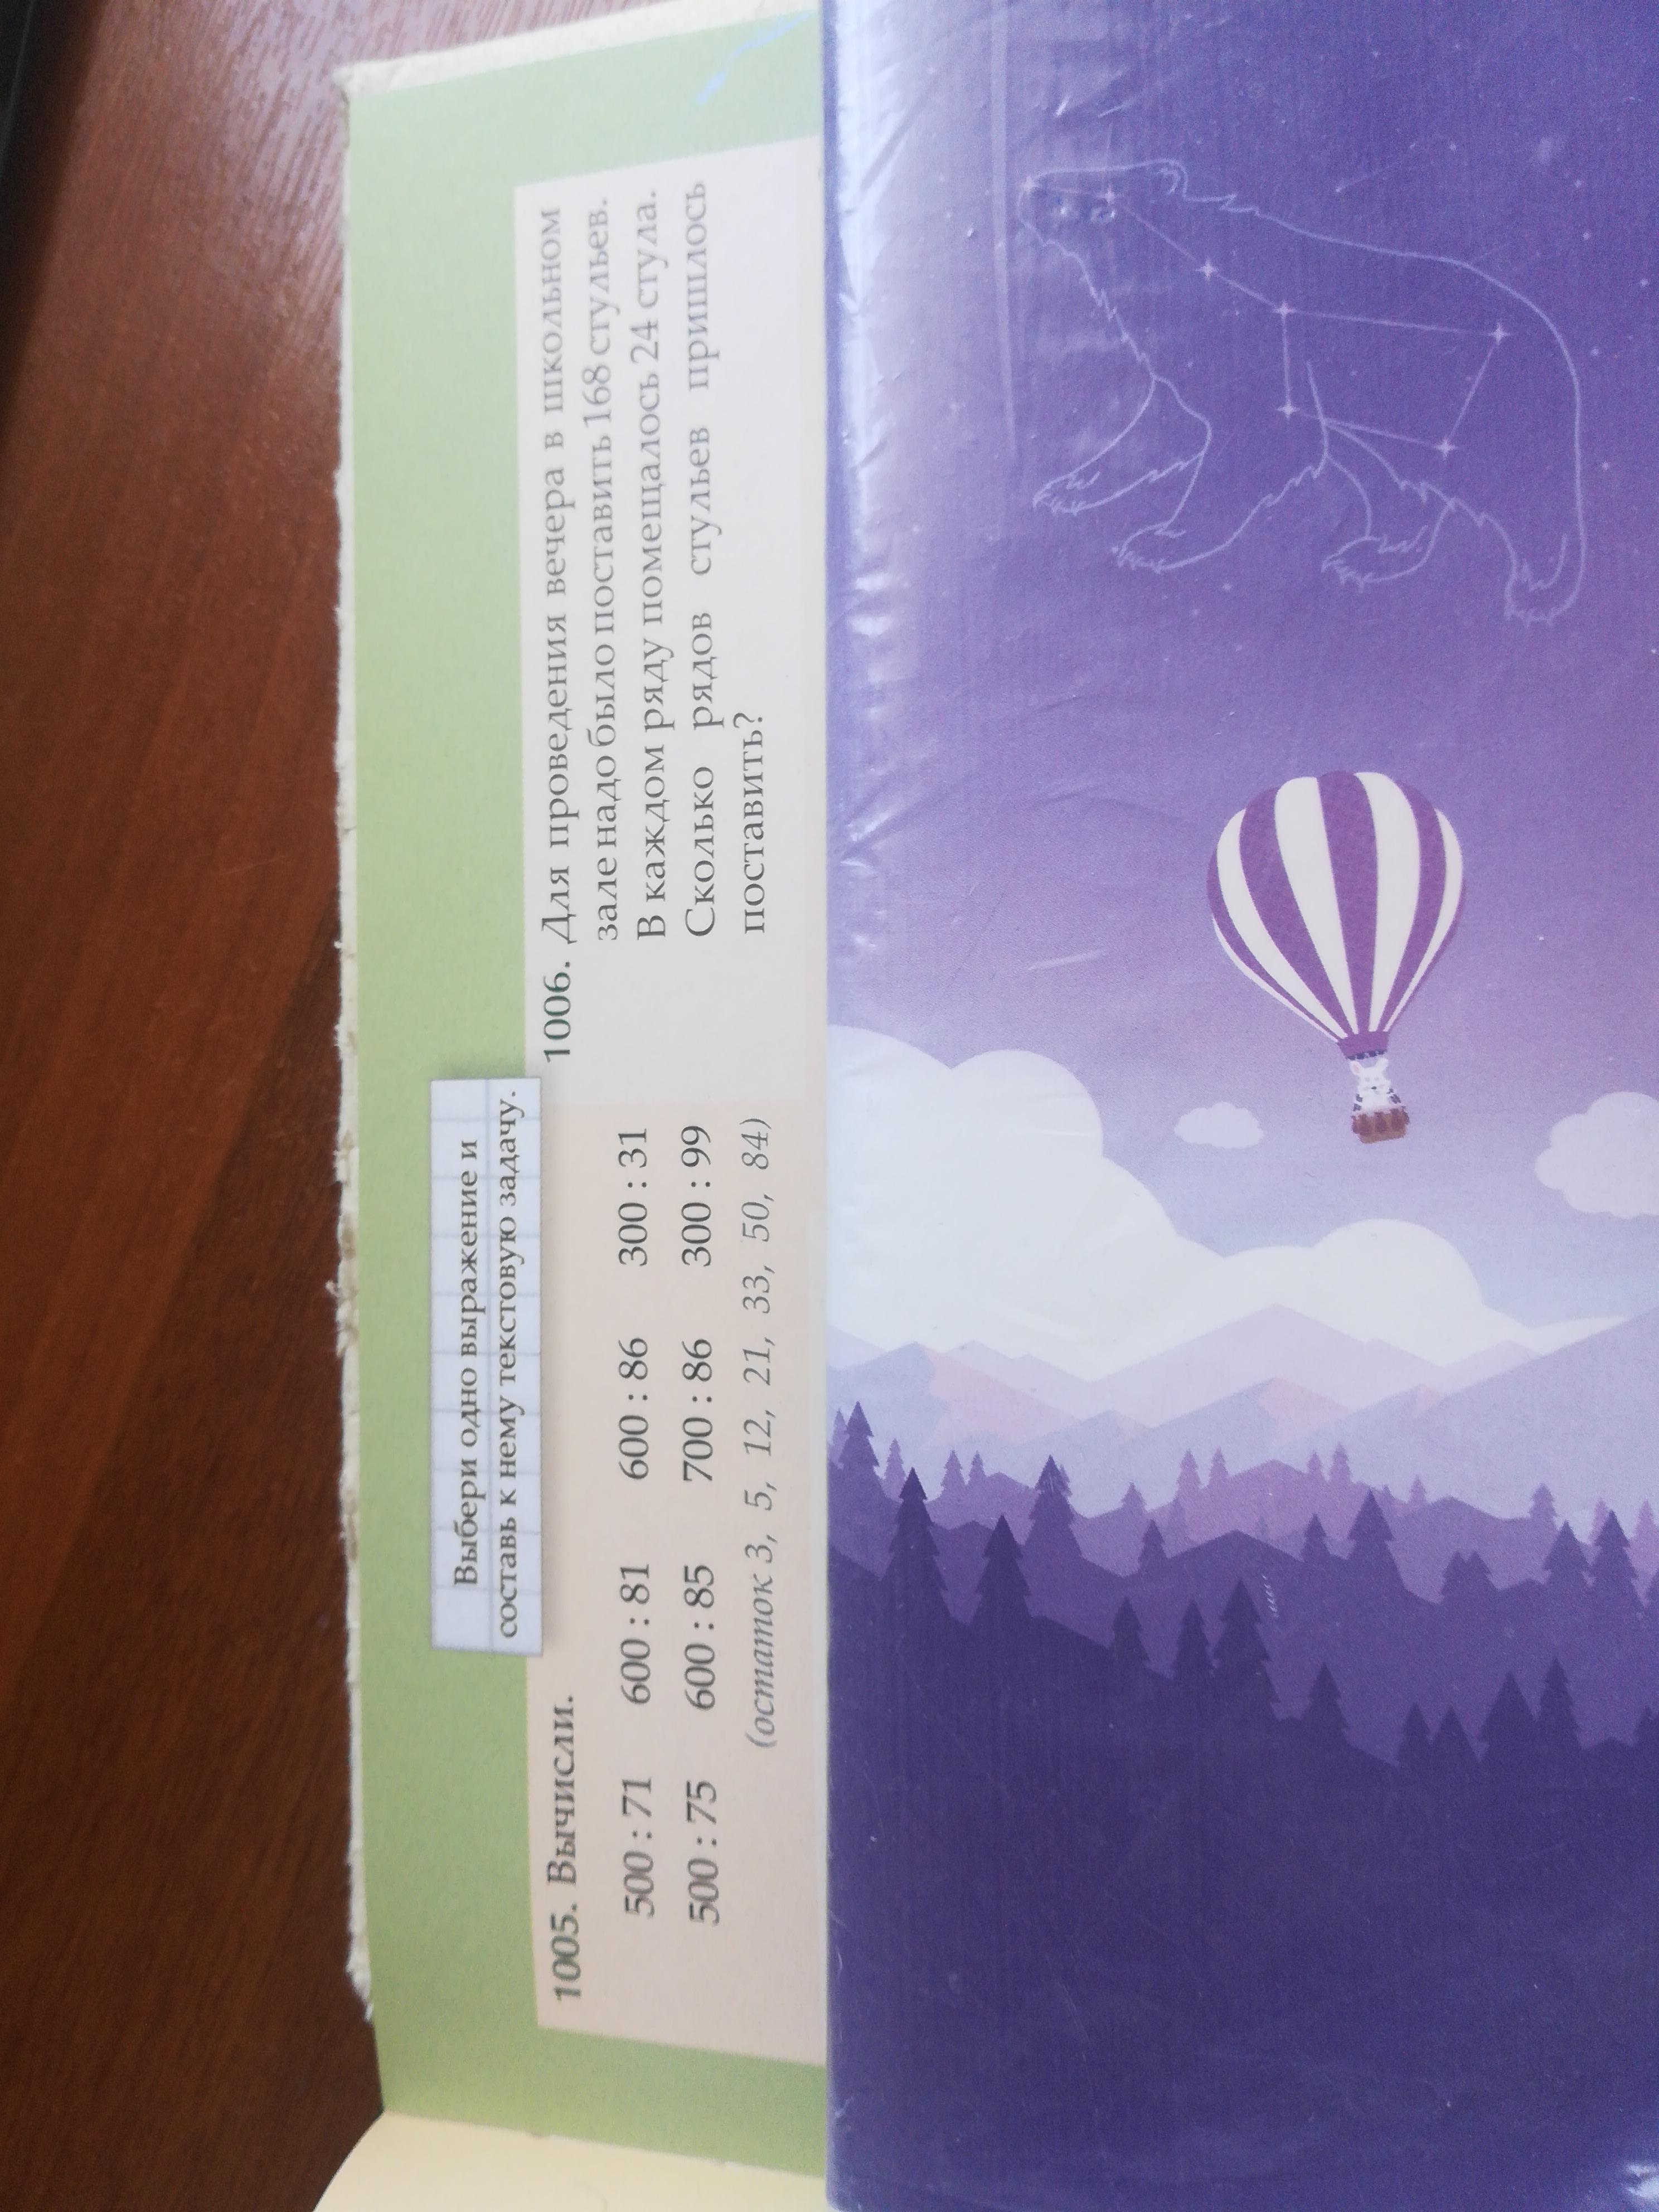 Выбери одно выражение и
составь к нему текстовую задачу.
1005. Вычисли.
500 : 71 600 : 81 600 : 86 300 : 31
500 : 75 600 : 85 700 : 86 300 : 99
(остаток 3, 5, 12, 21, 33, 50, 84)
1006. Для проведения вечера в школьном
зале надо было поставить 168 стульев.
В каждом ряду помещалось 24 стула.
Сколько рядов стульев пришлось
поставить?